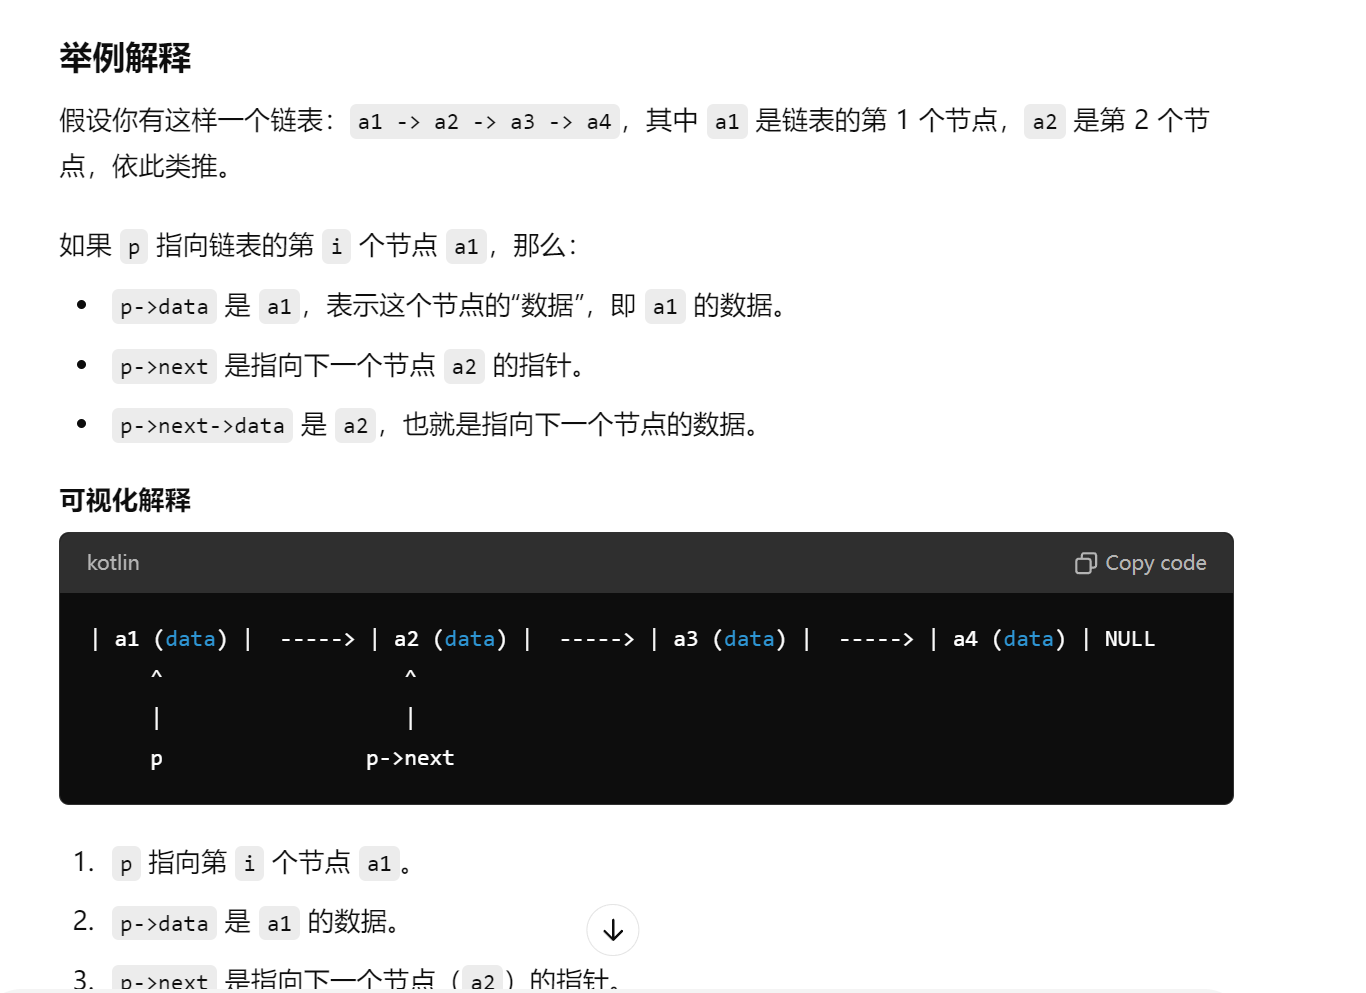 举例解释
假设你有这样一个链表：a1 -> a2 -> a3 -> a4，其中 a1 是链表的第 1 个节点，a2 是第 2 个节
点，依此类推。
如果 p 指向链表的第 i 个节点 a1，那么：
• p->data 是 a1，表示这个节点的“数据”，即 a1 的数据。
• p->next 是指向下一个节点 a2 的指针。
• p->next->data 是 a2，也就是指向下一个节点的数据。
可视化解释
kotlin Copy code
| a1 (data) | -----> | a2 (data) | -----> | a3 (data) | -----> | a4 (data) | NULL
^ ^
| |
p p->next
1. p 指向第 i 个节点 a1。
2. p->data 是 a1 的数据。
3. p->next 是指向下一个节点（a2）的指针。